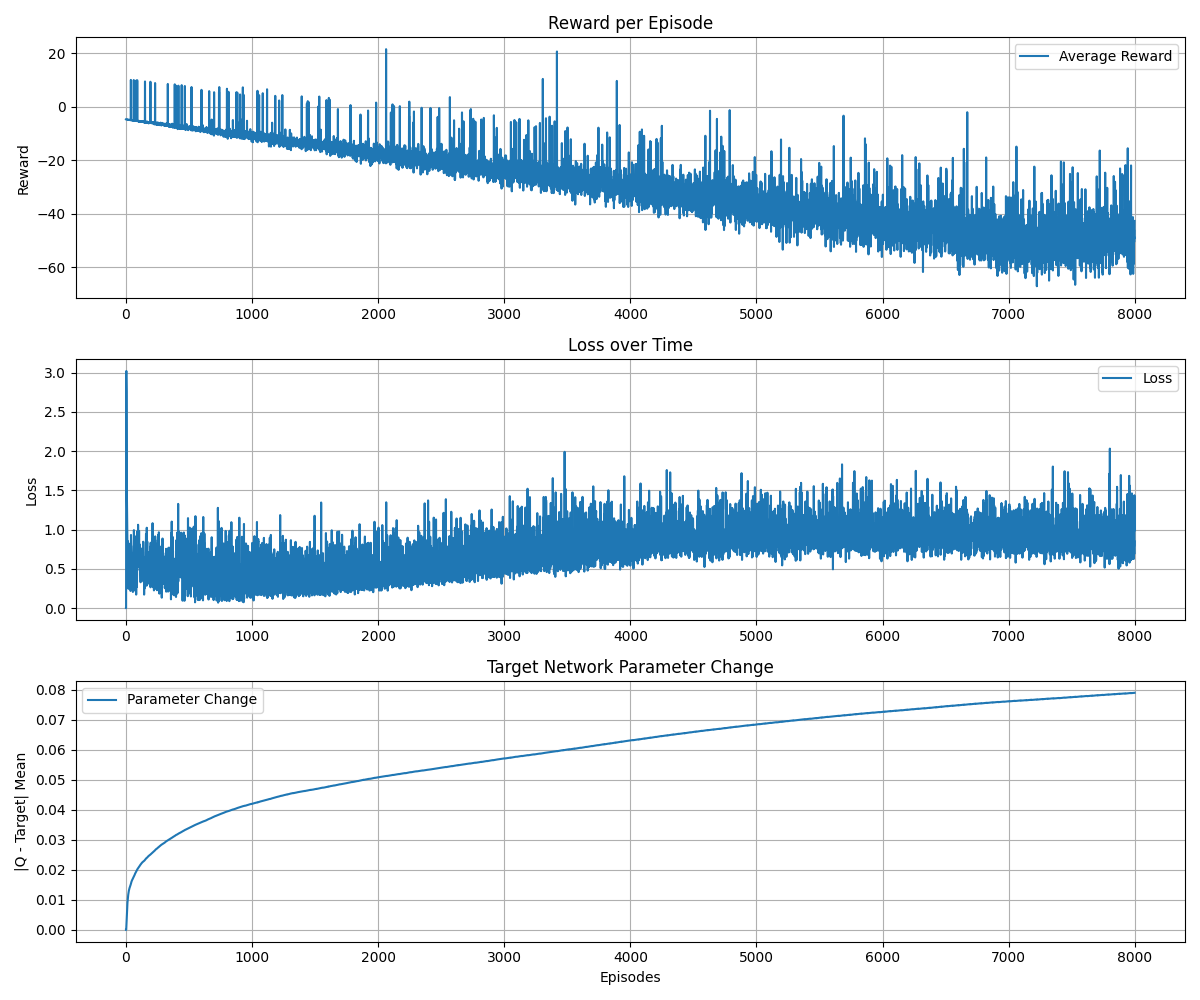 Reward per Episode
Average Reward
Reward
20
0
−20
−40
−60
0 1000 2000 3000 4000 5000 6000 7000 8000
Loss over Time
Loss
Loss
3.0
2.5
2.0
1.5
1.0
0.5
0.0
0 1000 2000 3000 4000 5000 6000 7000 8000
Target Network Parameter Change
Parameter Change
|Q - Target| Mean
0.08
0.07
0.06
0.05
0.04
0.03
0.02
0.01
0.00
0 1000 2000 3000 4000 5000 6000 7000 8000
Episodes